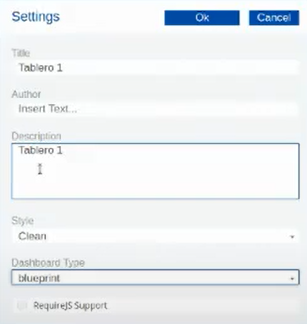 Settings
Ok
Cancel
Title
Tablero 1
Author
Insert Text...
Description
Tablero 1
Style
Clean
Dashboard Type
blueprint
RequireJS Support